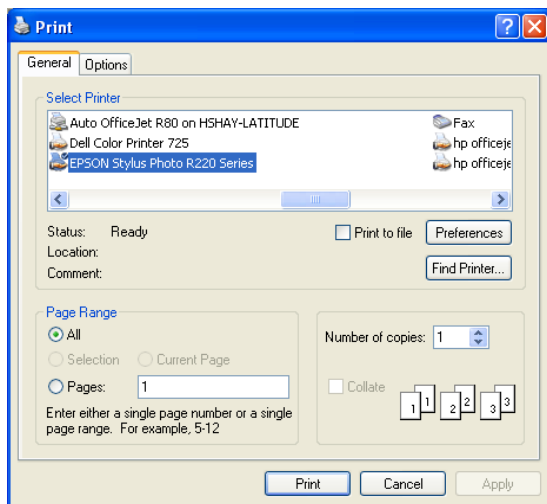 Print
General Options
Select Printer
Auto OfficeJet R80 on HSHAY-LATITUDE Fax
Dell Color Printer 725 hp officeje
EPSON Stylus Photo R220 Series hp officeje
Status: Ready Print to file Preferences
Location:
Comment: Find Printer...
Page Range
All Number of copies: 1
Selection Current Page
Pages: 1 Collate
1 1 2 2 3 3
Enter either a single page number or a single
page range. For example, 5-12
Print Cancel Apply